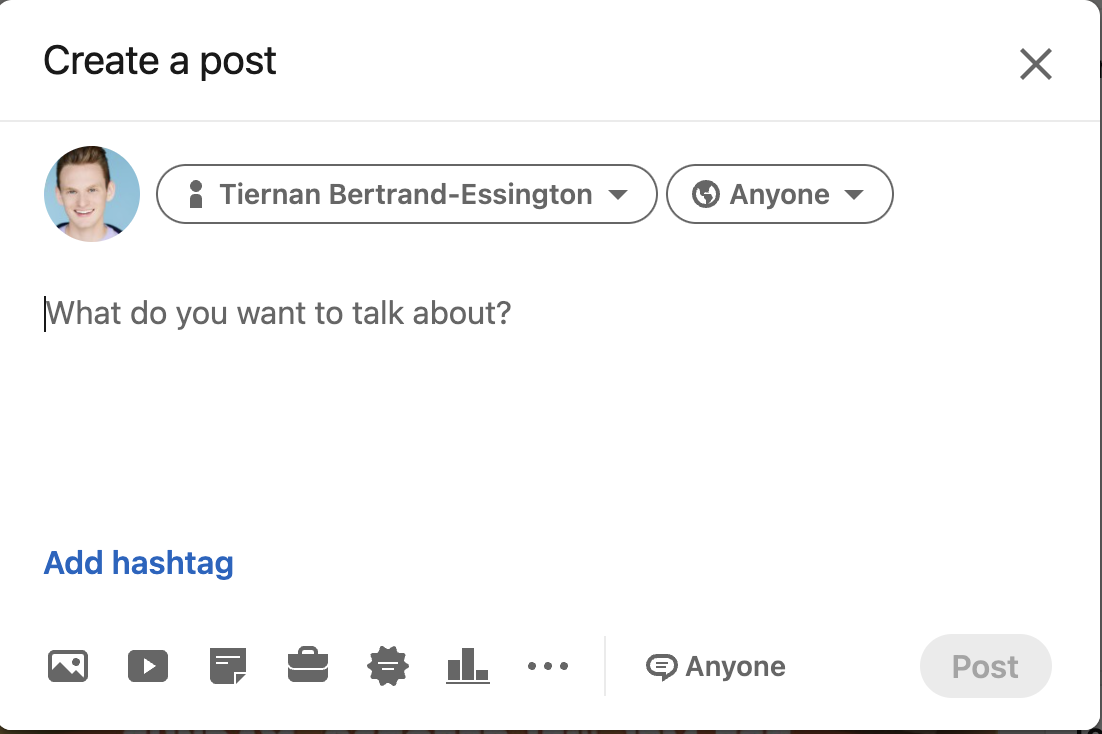 Create a post
Tiernan Bertrand-Essington
Anyone
What do you want to talk about?
Add hashtag
Anyone
Post